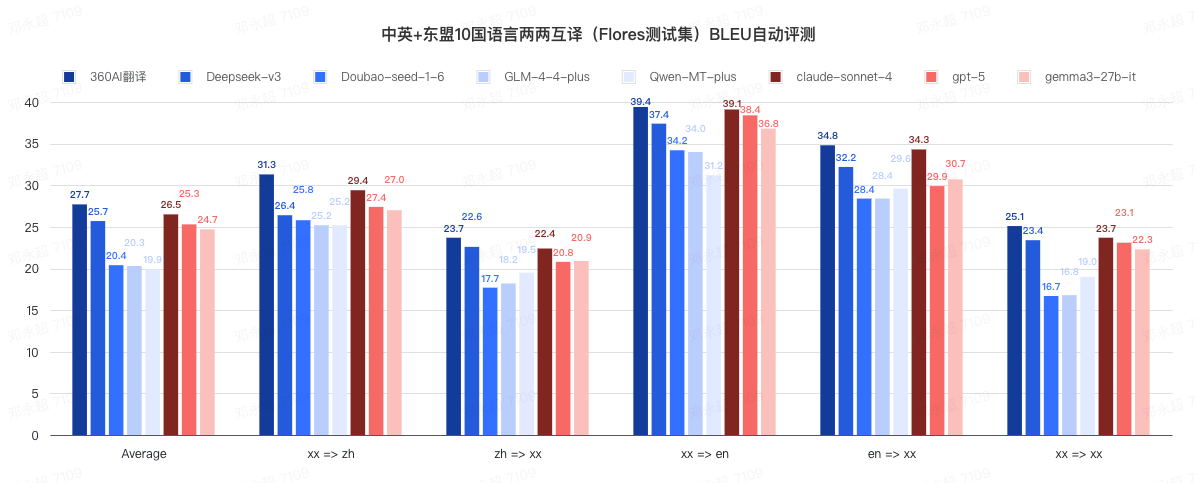 中英+东盟10国语言两两互译（Flores测试集）BLEU自动评测
360AI翻译 Deepseek-v3 Doubao-seed-1-6 GLM-4-4-plus Qwen-MT-plus claude-sonnet-4 gpt-5 gemma3-27b-it
40
35
30
25
20
15
10
5
0
27.7 25.7 20.4 20.3 19.9 26.5 25.3 24.7
31.3 26.4 25.8 25.2 25.2 29.4 27.4 27.0
23.7 22.6 17.7 18.2 19.5 22.4 20.8 20.9
39.4 37.4 34.2 34.0 31.2 39.1 38.4 36.8
34.8 32.2 28.4 28.4 29.6 34.3 29.9 30.7
25.1 23.4 16.7 16.8 19.0 23.7 23.1 22.3
Average xx => zh zh => xx xx => en en => xx xx => xx
邓永超 7109